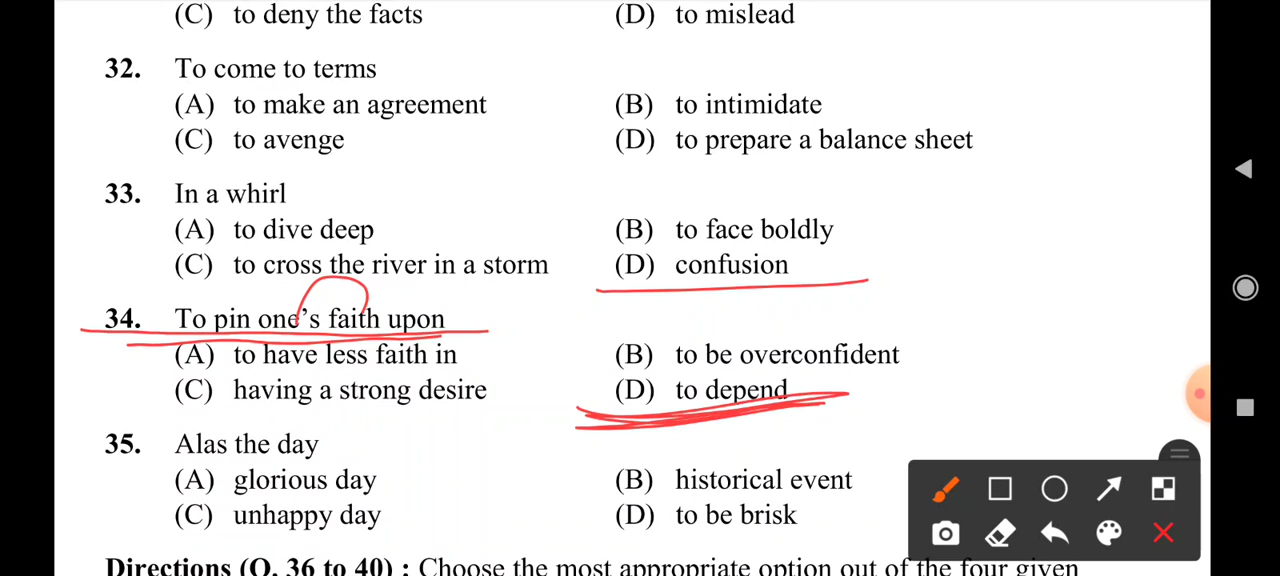 (C) to deny the facts (D) to mislead
32. To come to terms
(A) to make an agreement (B) to intimidate
(C) to avenge (D) to prepare a balance sheet
33. In a whirl
(A) to dive deep (B) to face boldly
(C) to cross the river in a storm (D) confusion
34. To pin one's faith upon
(A) to have less faith in (B) to be overconfident
(C) having a strong desire (D) to depend
35. Alas the day
(A) glorious day (B) historical event
(C) unhappy day (D) to be brisk
Directions (Q. 36 to 40) : Choose the most appropriate option out of the four given